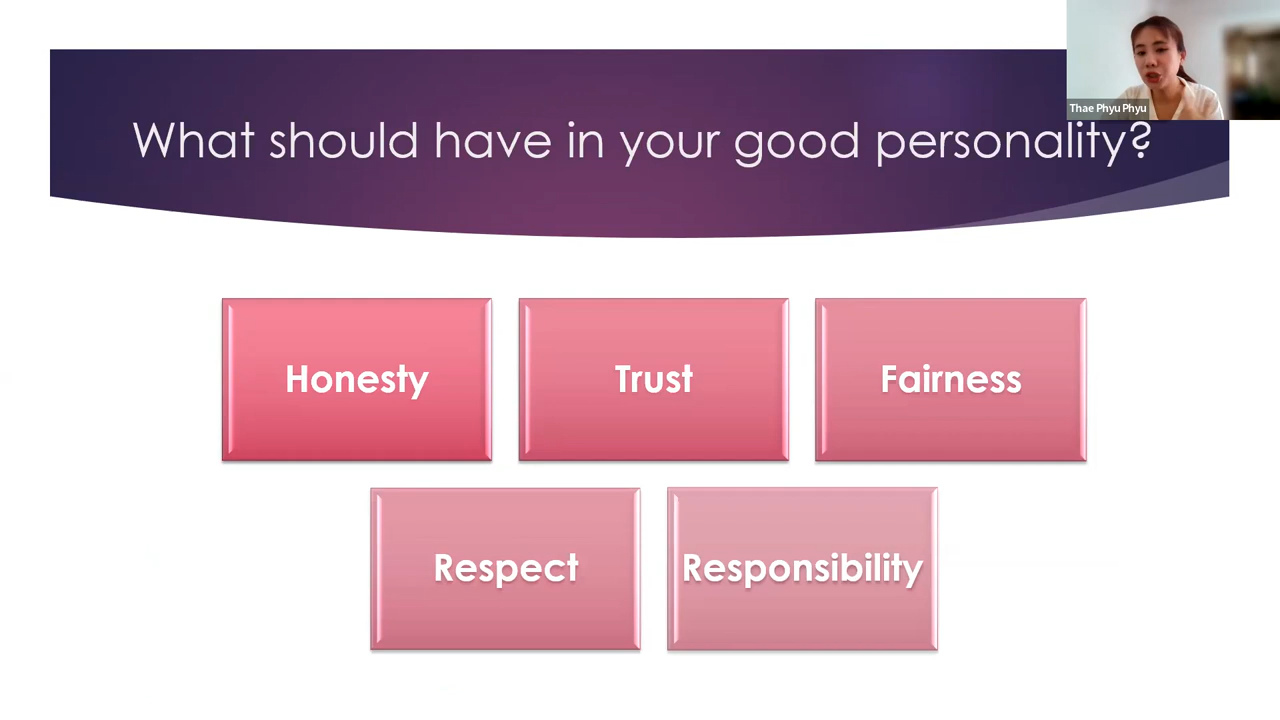 Thae Phyu Phyu
What should have in your good personality?
Honesty
Trust
Fairness
Respect
Responsibility